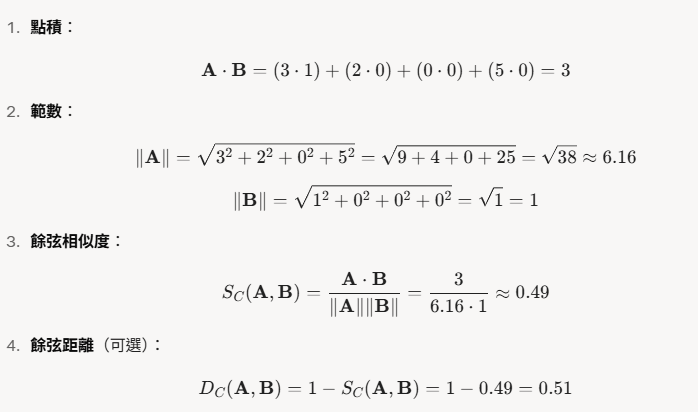 1. 點積：
A · B = (3 · 1) + (2 · 0) + (0 · 0) + (5 · 0) = 3
2. 範數：
‖A‖ = √(3² + 2² + 0² + 5²) = √(9 + 4 + 0 + 25) = √38 ≈ 6.16
‖B‖ = √(1² + 0² + 0² + 0²) = √1 = 1
3. 餘弦相似度：
S_C(A, B) = A · B / ‖A‖‖B‖ = 3 / 6.16 · 1 ≈ 0.49
4. 餘弦距離（可選）：
D_C(A, B) = 1 − S_C(A, B) = 1 − 0.49 = 0.51